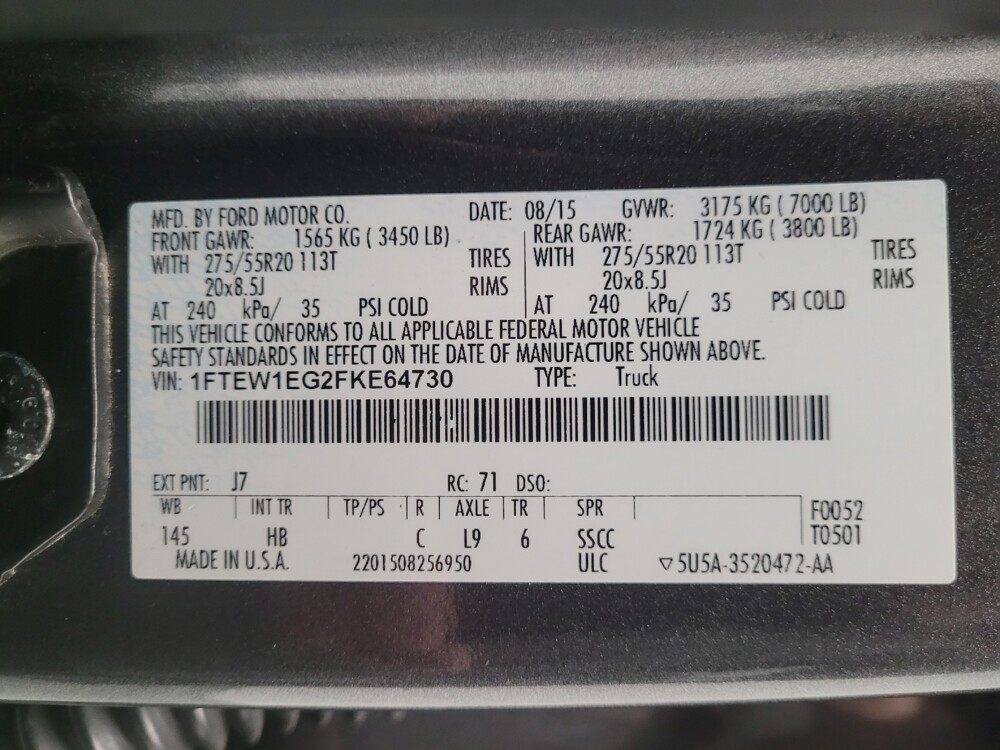 MFD. BY FORD MOTOR CO. DATE: 08/15 GVWR: 3175 KG ( 7000 LB)
FRONT GAWR: 1565 KG ( 3450 LB) REAR GAWR: 1724 KG ( 3800 LB)
WITH 275/55R20 113T TIRES WITH 275/55R20 113T TIRES
20x8.5J RIMS 20x8.5J RIMS
AT 240 kPa/ 35 PSI COLD AT 240 kPa/ 35 PSI COLD
THIS VEHICLE CONFORMS TO ALL APPLICABLE FEDERAL MOTOR VEHICLE
SAFETY STANDARDS IN EFFECT ON THE DATE OF MANUFACTURE SHOWN ABOVE.
VIN: 1FTEW1EG2FKE64730 TYPE: Truck
EXT PNT: J7 RC: 71 DSO:
WB INT TR TP/PS R AXLE TR SPR F0052
145 HB C L9 6 SSCC T0501
MADE IN U.S.A. 2201508256950 ULC ▽5U5A-3520472-AA